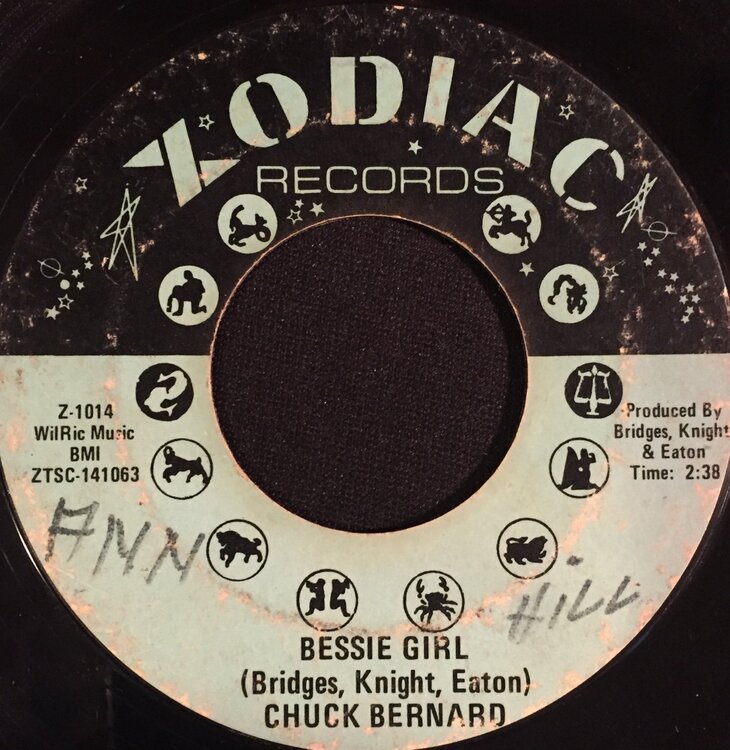 ZODIAC
RECORDS
Z-1014
WilRic Music
BMI
ZTSC-141063
Produced By
Bridges, Knight
& Eaton
Time: 2:38
ANN
HiLL
BESSIE GIRL
(Bridges, Knight, Eaton)
CHUCK BERNARD